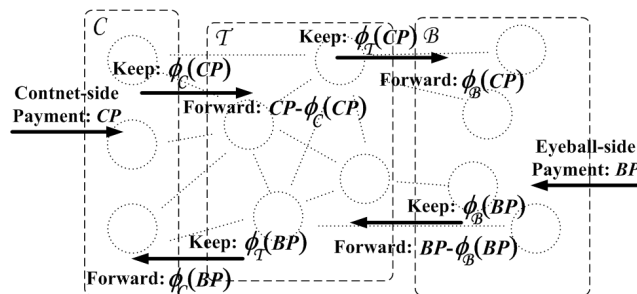 C
T
Keep: ϕ_T(CP) B
Keep: ϕ_C(CP)
Forward: ϕ_B(CP)
Contnet-side
Payment: CP
Forward: CP-ϕ_C(CP)
Eyeball-side
Payment: BP
Keep: ϕ_B(BP)
Keep: ϕ_T(BP)
Forward: BP-ϕ_B(BP)
Forward: ϕ_C(BP)